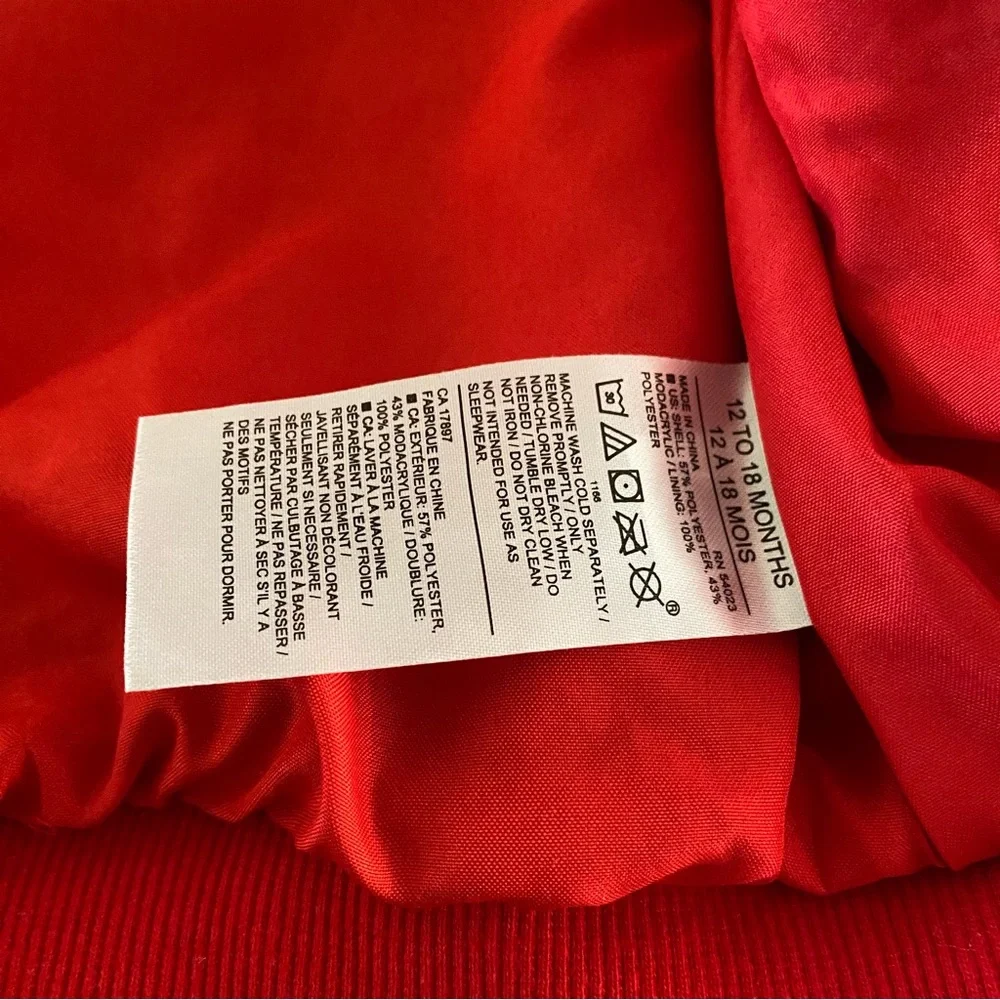 12 TO 18 MONTHS
12 À 18 MOIS
RN 54023
MADE IN CHINA
■ US: SHELL: 57% POLYESTER, 43%
MODACRYLIC / LINING: 100%
POLYESTER
30
®
1166
MACHINE WASH COLD SEPARATELY /
REMOVE PROMPTLY / ONLY
NON-CHLORINE BLEACH WHEN
NEEDED / TUMBLE DRY LOW / DO
NOT IRON / DO NOT DRY CLEAN
NOT INTENDED FOR USE AS
SLEEPWEAR.
CA 17897
FABRIQUE EN CHINE
■ CA: EXTÉRIEUR: 57% POLYESTER,
43% MODACRYLIQUE / DOUBLURE:
100% POLYESTER
■ CA: LAVER À LA MACHINE
SÉPARÉMENT À L'EAU FROIDE /
RETIRER RAPIDEMENT /
JAVELLISANT NON DÉCOLORANT
SEULEMENT SI NECESSAIRE /
SÉCHER PAR CULBUTAGE À BASSE
TEMPÉRATURE / NE PAS REPASSER /
NE PAS NETTOYER À SEC S'IL Y A
DES MOTIFS
NE PAS PORTER POUR DORMIR.